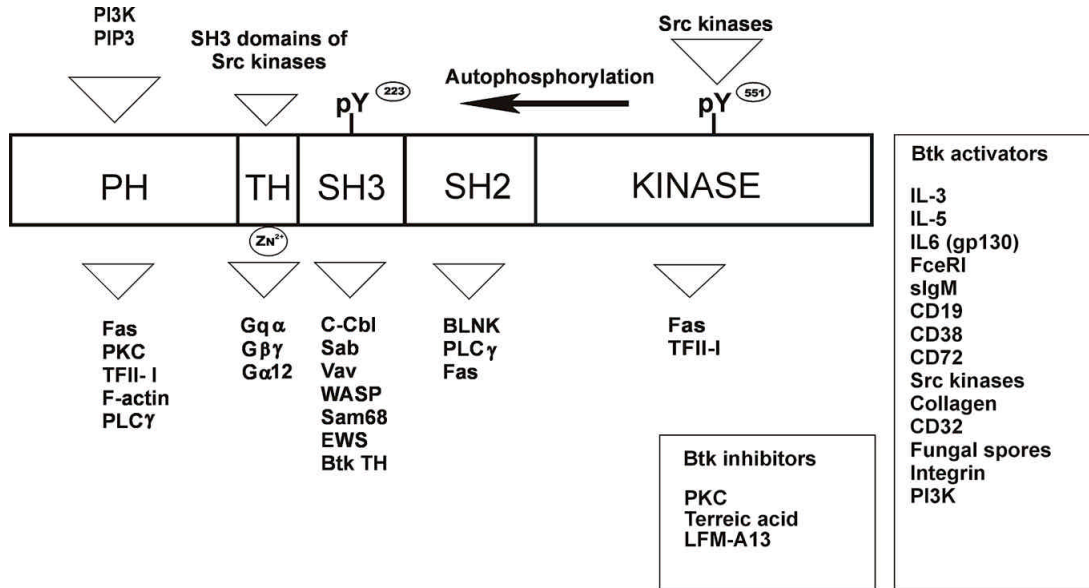 PI3K
PIP3
SH3 domains of
Src kinases
Src kinases
Autophosphorylation
pY 223
pY 551
PH
TH
SH3
SH2
KINASE
ZN2+
Fas
PKC
TFII- I
F-actin
PLCγ
Gq α
Gβγ
Gα12
C-Cbl
Sab
Vav
WASP
Sam68
EWS
Btk TH
BLNK
PLCγ
Fas
Fas
TFII-I
Btk inhibitors
PKC
Terreic acid
LFM-A13
Btk activators
IL-3
IL-5
IL6 (gp130)
FceRI
sIgM
CD19
CD38
CD72
Src kinases
Collagen
CD32
Fungal spores
Integrin
PI3K